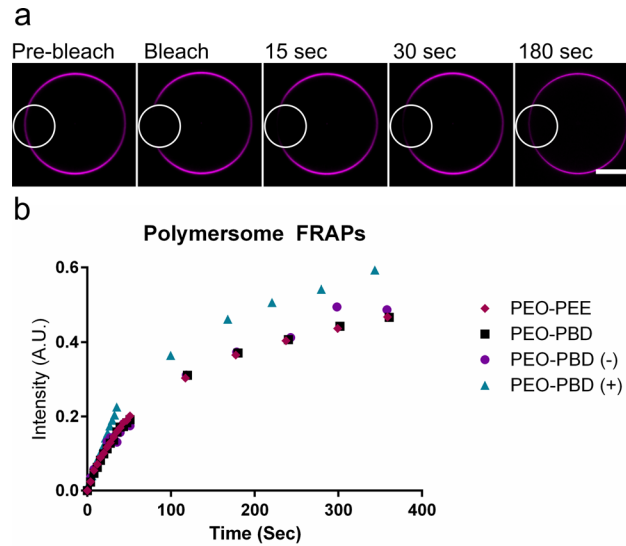 a
Pre-bleach Bleach 15 sec 30 sec 180 sec
b
Polymersome FRAPs
Intensity (A.U.)
0.6
0.4
0.2
0.0
0 100 200 300 400
Time (Sec)
PEO-PEE
PEO-PBD
PEO-PBD (-)
PEO-PBD (+)